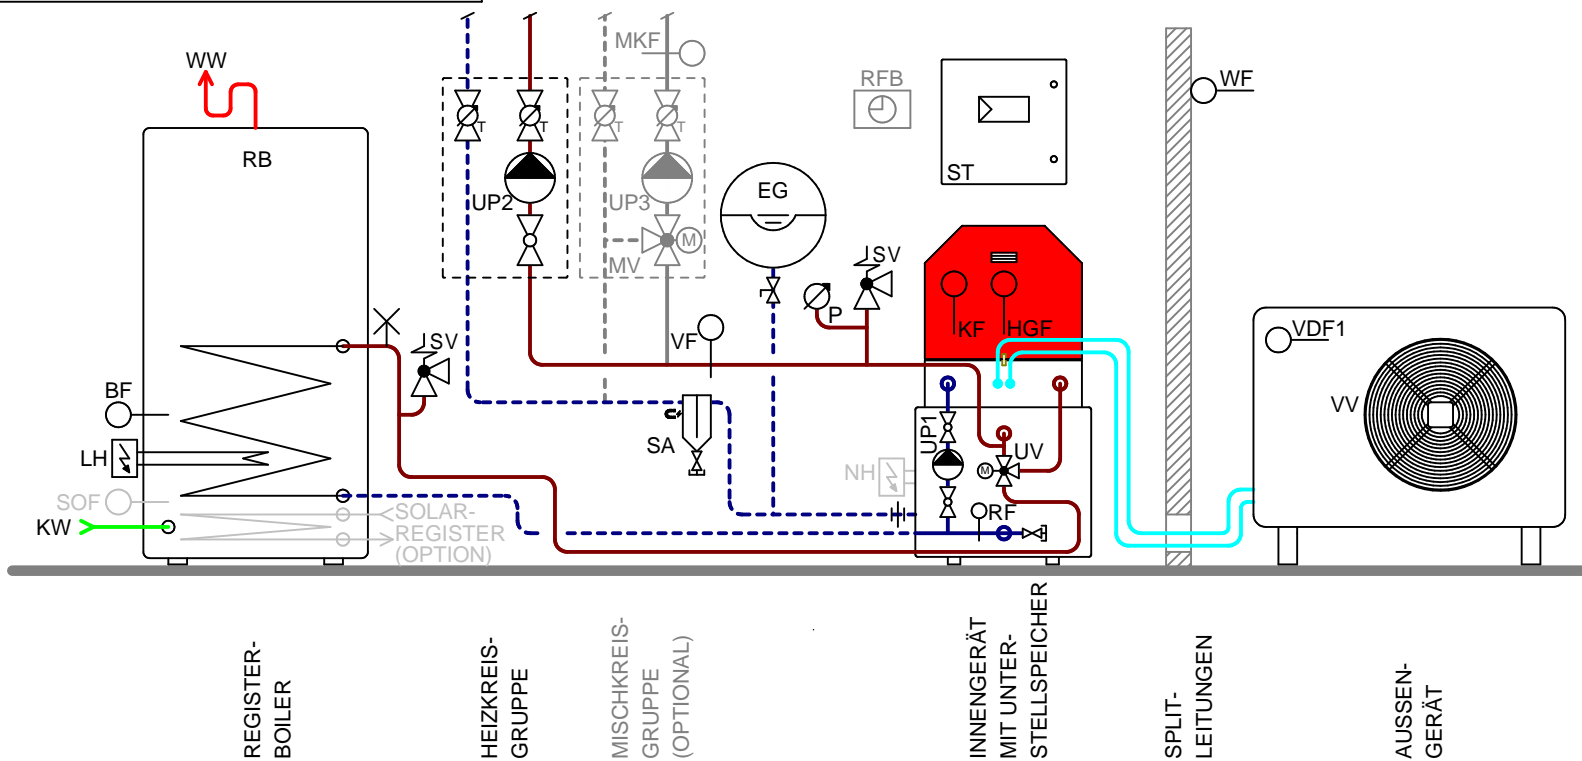 WW
RB
BF
LH
SOF
KW
SOLAR-
REGISTER
(OPTION)
SV
T
T
UP2
MKF
T
T
UP3
M
MV
EG
VF
SA
P
SV
RFB
ST
KF
HGF
UP1
UV
M
NH
RF
WF
VDF1
VV
REGISTER-
BOILER
HEIZKREIS-
GRUPPE
MISCHKREIS-
GRUPPE
(OPTIONAL)
INNENGERÄT
MIT UNTER-
STELLSPEICHER
SPLIT-
LEITUNGEN
AUSSEN-
GERÄT